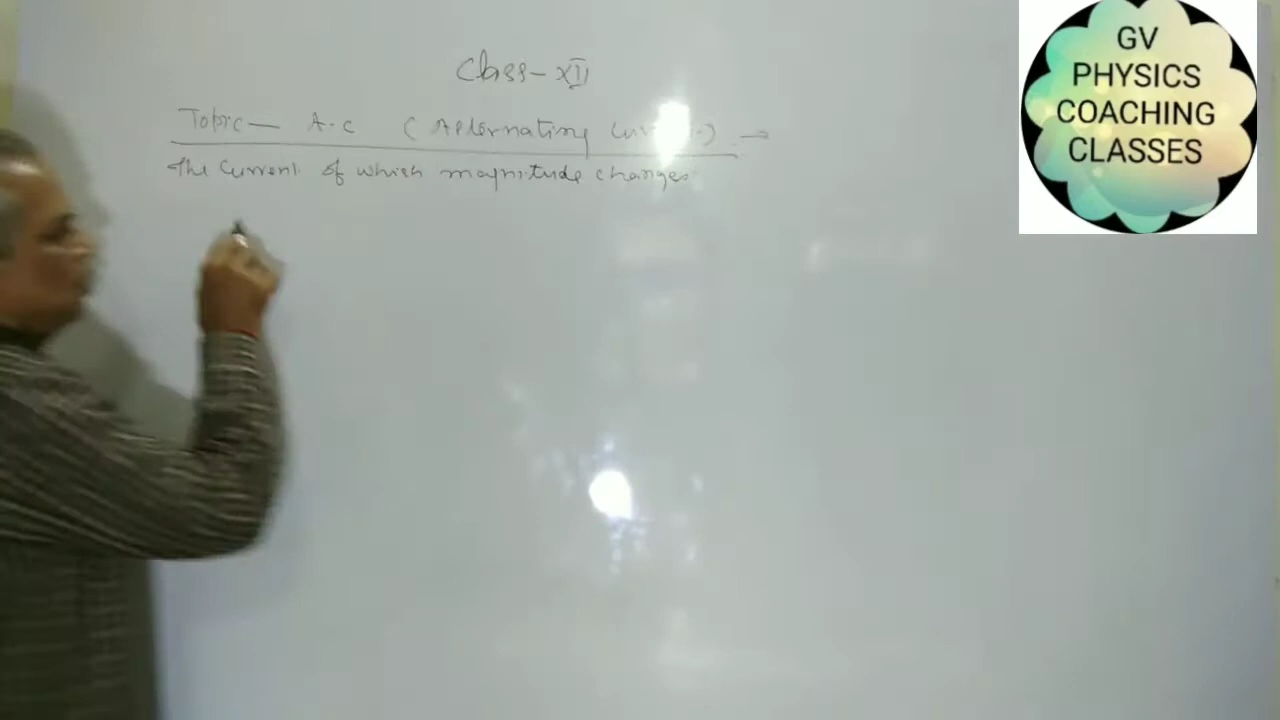 Class - XII
Topic - A.C (Alternating
The current of which magnitude changes
GV
PHYSICS
COACHING
CLASSES